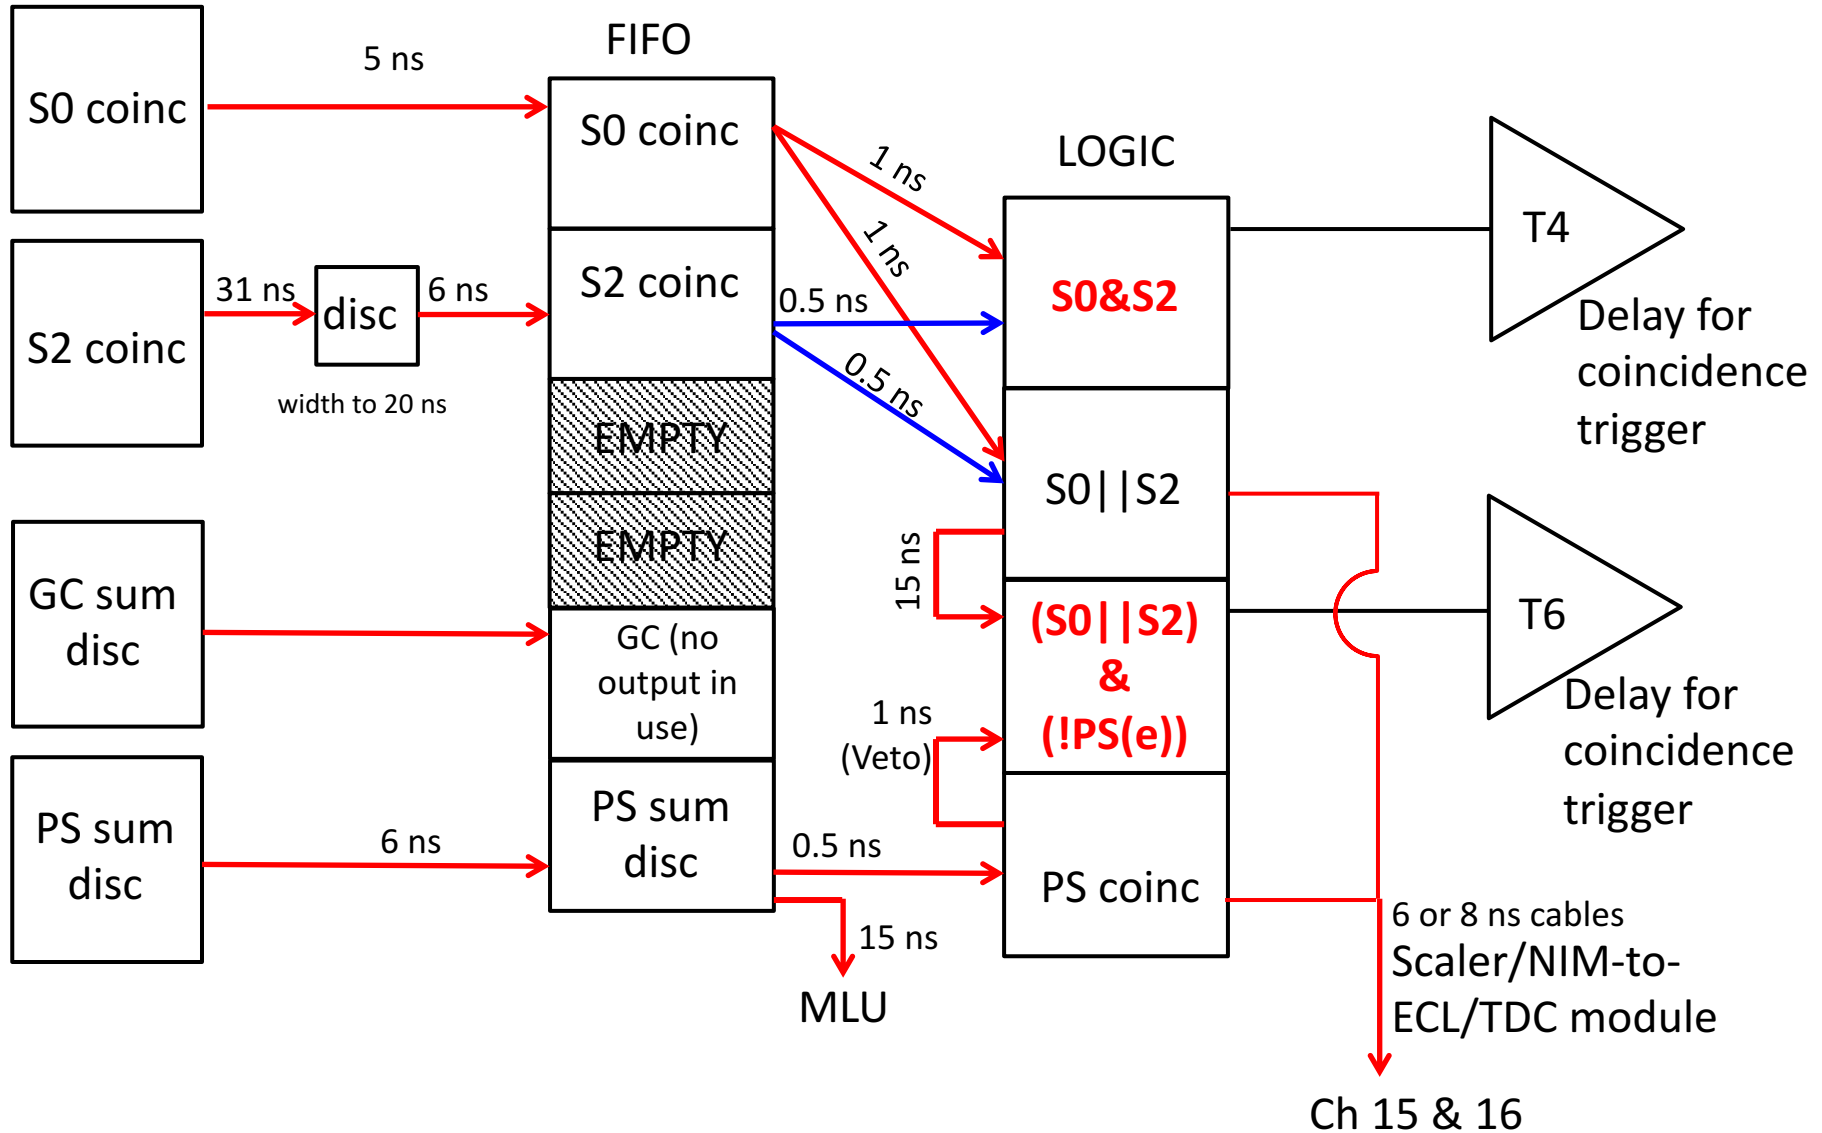 FIFO
5 ns
S0 coinc
S0 coinc
LOGIC
1 ns
1 ns
T4
S2 coinc
31 ns
disc
6 ns
width to 20 ns
S2 coinc
0.5 ns
0.5 ns
S0&S2
Delay for
coincidence
trigger
EMPTY
EMPTY
S0||S2
15 ns
GC sum
disc
GC (no
output in
use)
(S0||S2)
&
(!PS(e))
1 ns
(Veto)
T6
Delay for
coincidence
trigger
PS sum
disc
6 ns
PS sum
disc
0.5 ns
PS coinc
15 ns
MLU
6 or 8 ns cables
Scaler/NIM-to-
ECL/TDC module
Ch 15 & 16